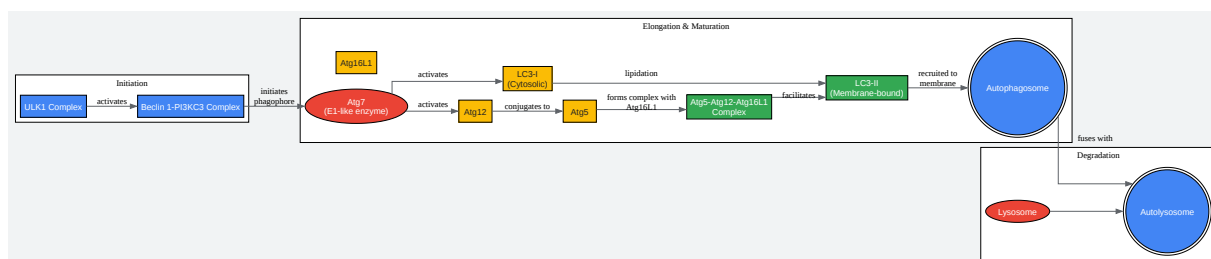 Initiation
ULK1 Complex
activates
Beclin 1-PI3KC3 Complex
initiates
phagophore
Elongation & Maturation
Atg16L1
Atg7
(E1-like enzyme)
activates
LC3-I
(Cytosolic)
lipidation
activates
Atg12
conjugates to
Atg5
forms complex with
Atg16L1
Atg5-Atg12-Atg16L1
Complex
facilitates
LC3-II
(Membrane-bound)
recruited to
membrane
Autophagosome
fuses with
Degradation
Lysosome
Autolysosome